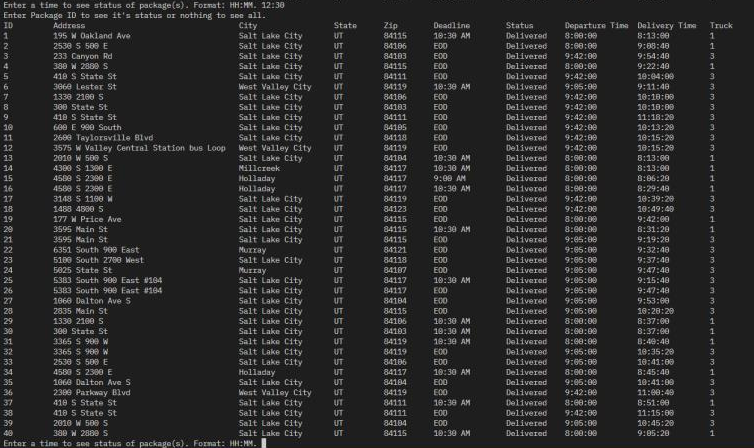 Enter a time to see status of package(s). Format: HH:MM. 12:30
Enter Package ID to see it's status or nothing to see all.
ID Address City State Zip Deadline Status Departure Time Delivery Time Truck
1 195 W Oakland Ave Salt Lake City UT 84115 10:30 AM Delivered 8:00:00 8:13:00 1
2 2530 S 500 E Salt Lake City UT 84106 EOD Delivered 8:00:00 9:08:40 1
3 233 Canyon Rd Salt Lake City UT 84103 EOD Delivered 9:42:00 9:54:40 3
4 380 W 2880 S Salt Lake City UT 84115 EOD Delivered 8:00:00 9:22:40 1
5 410 S State St Salt Lake City UT 84111 EOD Delivered 9:42:00 10:04:00 3
6 3060 Lester St West Valley City UT 84119 10:30 AM Delivered 9:05:00 9:11:40 3
7 1330 2100 S Salt Lake City UT 84106 EOD Delivered 9:42:00 10:10:00 3
8 300 State St Salt Lake City UT 84103 EOD Delivered 9:42:00 10:10:00 3
9 410 S State St Salt Lake City UT 84111 EOD Delivered 9:42:00 11:18:20 3
10 600 E 900 South Salt Lake City UT 84105 EOD Delivered 9:42:00 10:13:20 3
11 2600 Taylorsville Blvd Salt Lake City UT 84118 EOD Delivered 9:42:00 10:15:20 3
12 3575 W Valley Central Station bus Loop West Valley City UT 84119 EOD Delivered 9:42:00 10:15:20 3
13 2010 W 500 S Salt Lake City UT 84104 10:30 AM Delivered 8:00:00 8:13:00 1
14 4300 S 1300 E Millcreek UT 84117 10:30 AM Delivered 8:00:00 8:13:00 1
15 4580 S 2300 E Holladay UT 84117 9:00 AM Delivered 8:00:00 8:06:20 1
16 4580 S 2300 E Holladay UT 84117 10:30 AM Delivered 8:00:00 8:29:40 1
17 3148 S 1100 W Salt Lake City UT 84119 EOD Delivered 9:42:00 10:39:20 3
18 1488 4800 S Salt Lake City UT 84123 EOD Delivered 9:42:00 10:49:40 3
19 177 W Price Ave Salt Lake City UT 84115 EOD Delivered 8:00:00 9:42:00 1
20 3595 Main St Salt Lake City UT 84115 10:30 AM Delivered 8:00:00 8:31:20 1
21 3595 Main St Salt Lake City UT 84115 EOD Delivered 9:05:00 9:19:20 3
22 6351 South 900 East Murray UT 84121 EOD Delivered 9:05:00 9:32:40 3
23 5100 South 2700 West Salt Lake City UT 84118 EOD Delivered 9:05:00 9:37:40 3
24 5025 State St Murray UT 84107 EOD Delivered 9:05:00 9:47:40 3
25 5383 South 900 East #104 Salt Lake City UT 84117 10:30 AM Delivered 9:05:00 9:15:40 3
26 5383 South 900 East #104 Salt Lake City UT 84117 EOD Delivered 9:05:00 9:47:40 3
27 1060 Dalton Ave S Salt Lake City UT 84104 EOD Delivered 9:05:00 9:53:00 3
28 2835 Main St Salt Lake City UT 84115 EOD Delivered 9:05:00 10:20:20 3
29 1330 2100 S Salt Lake City UT 84106 10:30 AM Delivered 8:00:00 8:37:00 1
30 300 State St Salt Lake City UT 84103 10:30 AM Delivered 8:00:00 8:37:00 1
31 3365 S 900 W Salt Lake City UT 84119 10:30 AM Delivered 8:00:00 8:40:40 1
32 3365 S 900 W Salt Lake City UT 84119 EOD Delivered 9:05:00 10:35:20 3
33 2530 S 500 E Salt Lake City UT 84106 EOD Delivered 9:05:00 10:41:00 3
34 4580 S 2300 E Holladay UT 84117 10:30 AM Delivered 8:00:00 8:45:40 1
35 1060 Dalton Ave S Salt Lake City UT 84104 EOD Delivered 9:05:00 10:41:00 3
36 2300 Parkway Blvd West Valley City UT 84119 EOD Delivered 9:42:00 11:00:40 3
37 410 S State St Salt Lake City UT 84111 10:30 AM Delivered 8:00:00 8:51:00 1
38 410 S State St Salt Lake City UT 84111 EOD Delivered 9:42:00 11:15:00 3
39 2010 W 500 S Salt Lake City UT 84104 EOD Delivered 9:05:00 10:45:20 3
40 380 W 2880 S Salt Lake City UT 84115 10:30 AM Delivered 8:00:00 9:05:20 1
Enter a time to see status of package(s). Format: HH:MM.